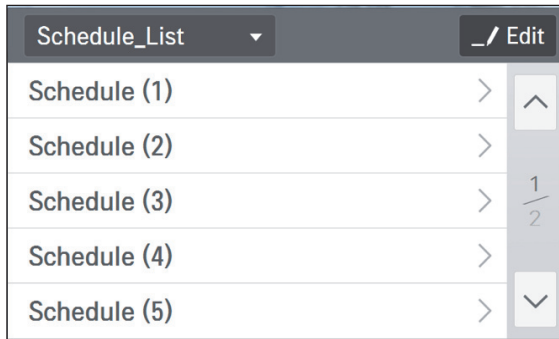 Schedule_List
Edit
Schedule (1)
Schedule (2)
Schedule (3)
Schedule (4)
Schedule (5)
1
2